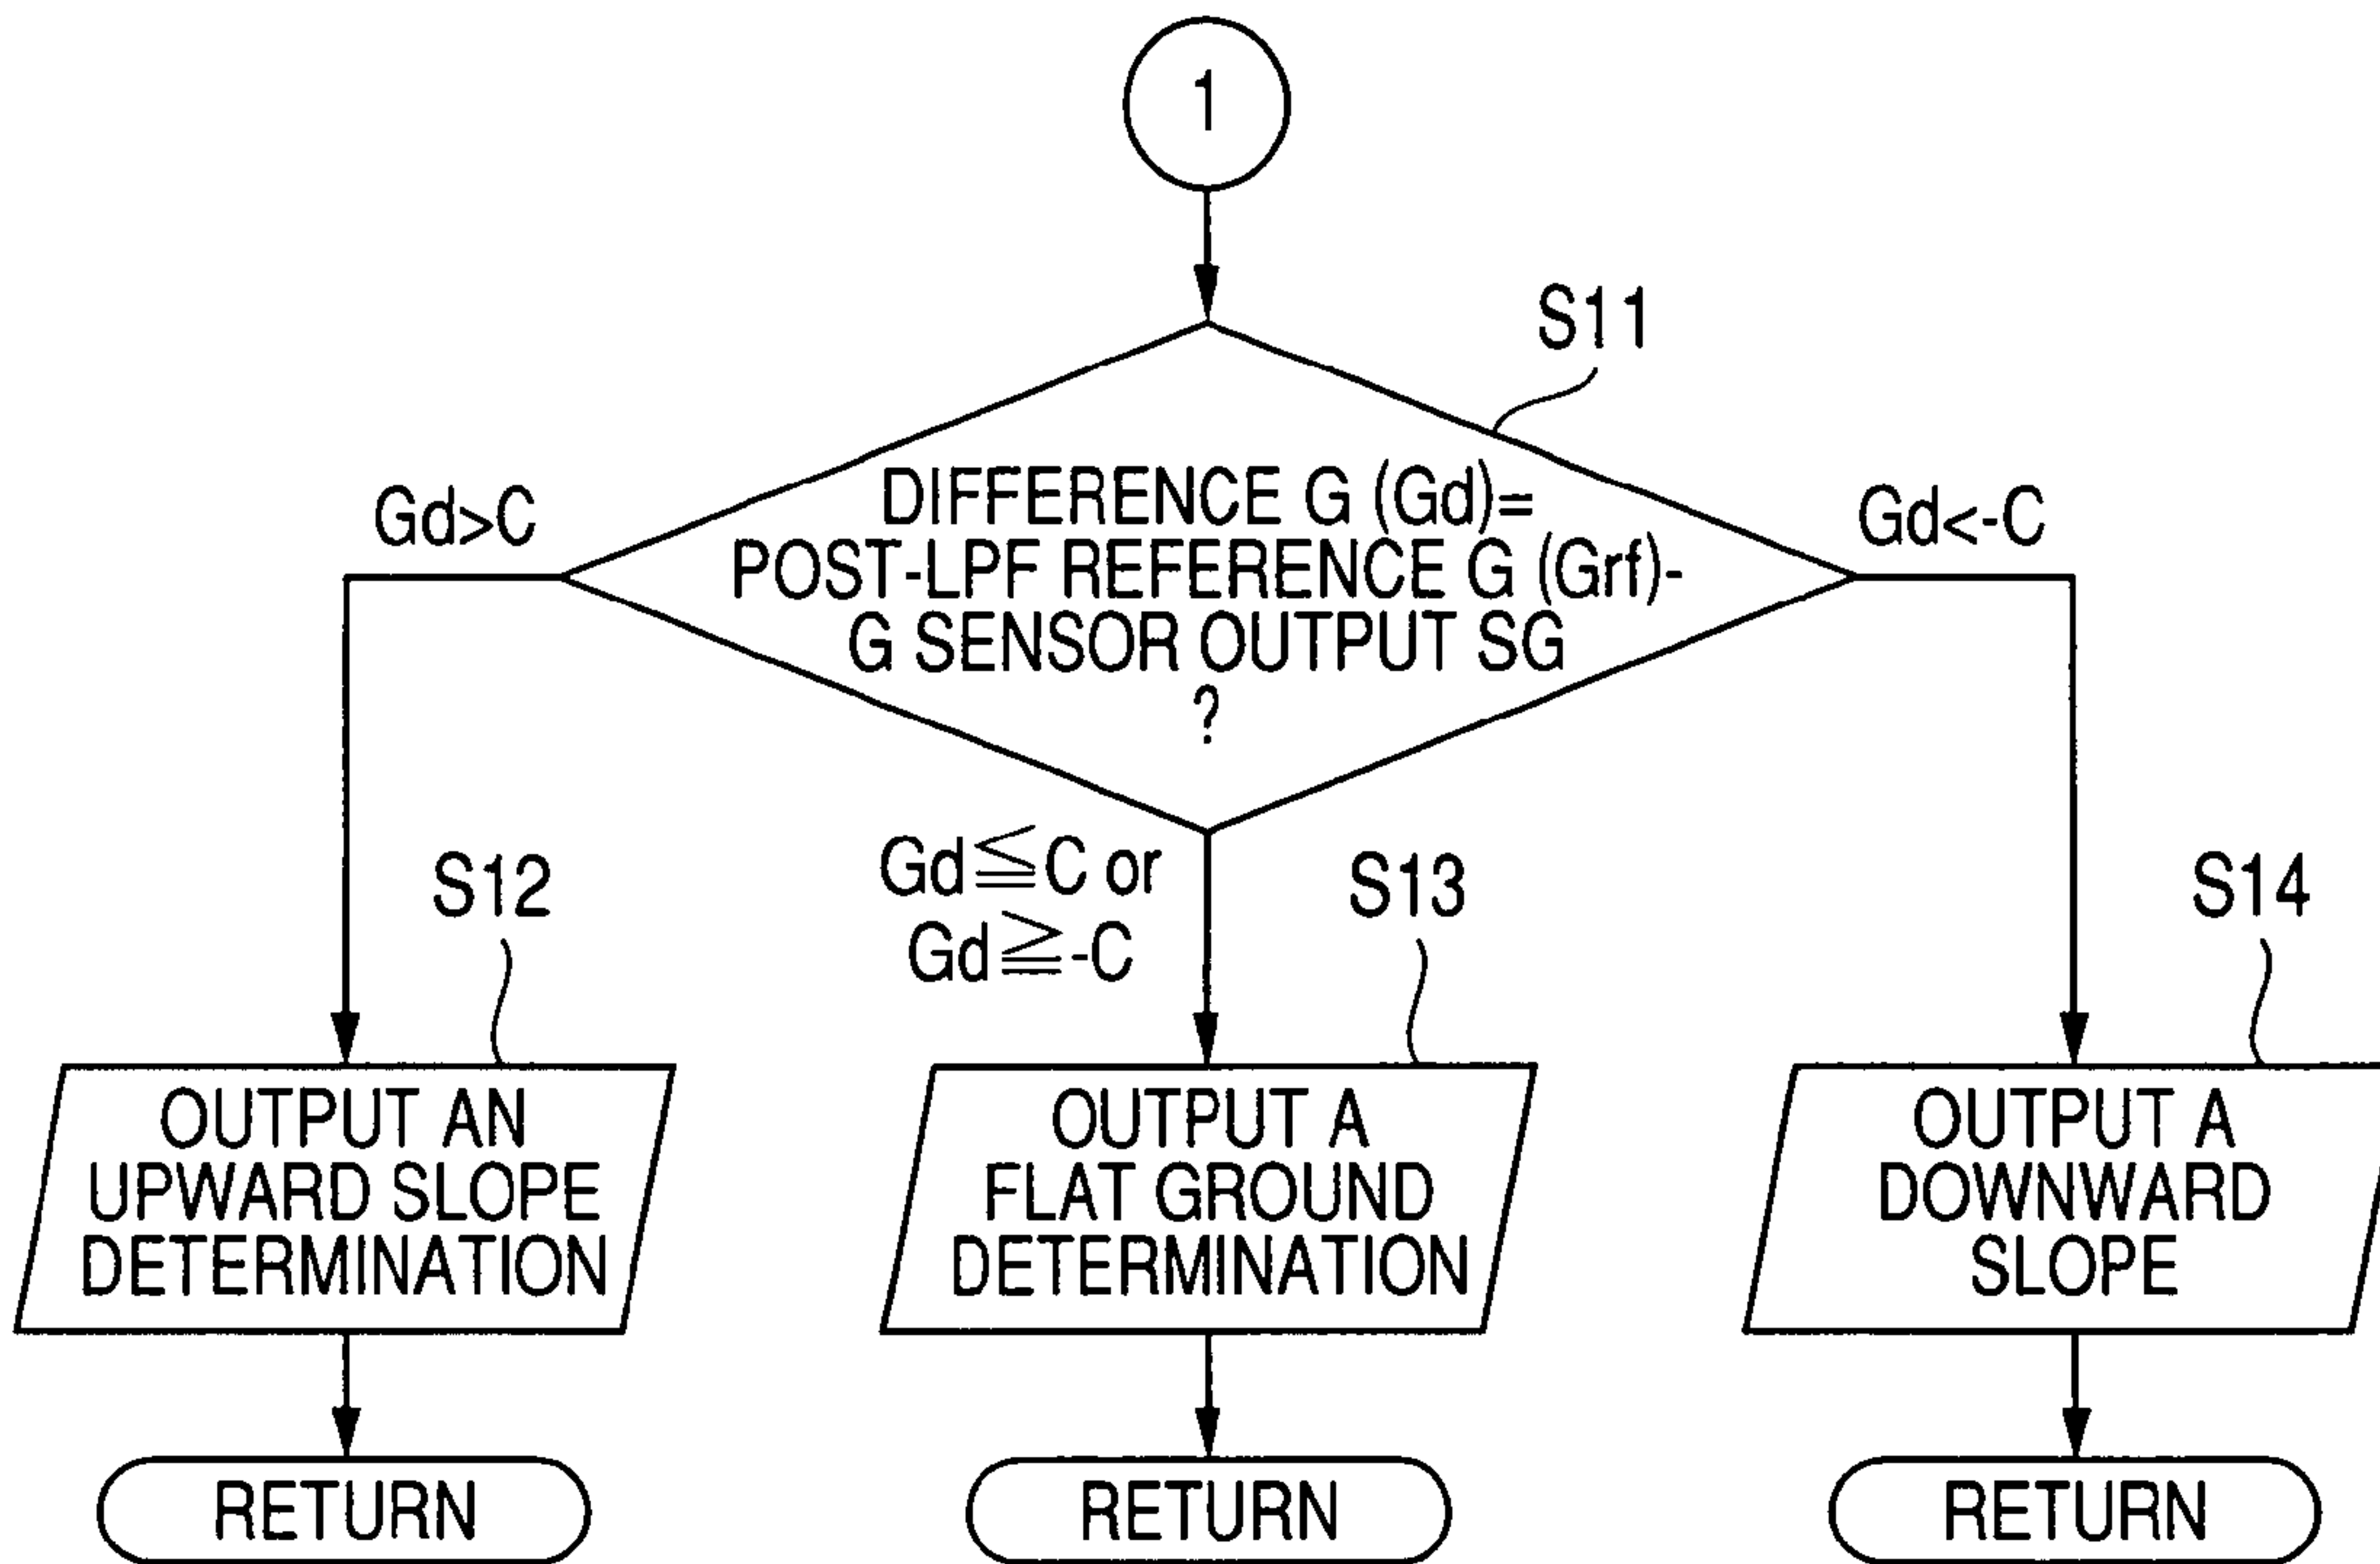 1
S11
DIFFERENCE G (Gd)=
POST-LPF REFERENCE G (Grf)-
G SENSOR OUTPUT SG
?
Gd>C
Gd<-C
Gd≦C or
Gd≧-C
S12
S13
S14
OUTPUT AN
UPWARD SLOPE
DETERMINATION
OUTPUT A
FLAT GROUND
DETERMINATION
OUTPUT A
DOWNWARD
SLOPE
RETURN
RETURN
RETURN